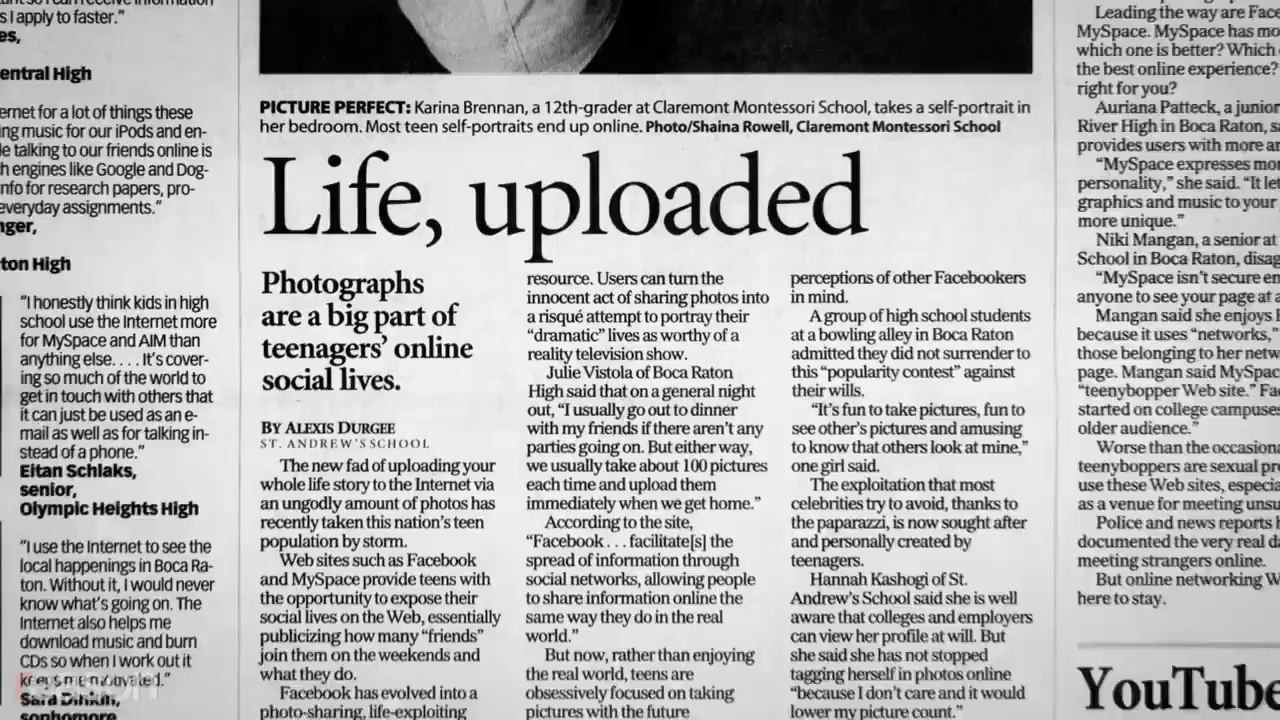 s I apply to faster."
es,
entral High
ernet for a lot of things these
ing music for our iPods and en-
le talking to our friends online is
h engines like Google and Dog-
nfo for research papers, pro-
everyday assignments."
nger,
ton High
"I honestly think kids in high
school use the Internet more
for MySpace and AIM than
anything else. . . . It's cover-
ing so much of the world to
get in touch with others that
it can just be used as an e-
mail as well as for talking in-
stead of a phone."
Eitan Schlaks,
senior,
Olympic Heights High
"I use the Internet to see the
local happenings in Boca Ra-
ton. Without it, I would never
know what's going on. The
Internet also helps me
download music and burn
CDs so when I work out it
keeps me motivated."
Sara Dinkin,
sophomore
PICTURE PERFECT: Karina Brennan, a 12th-grader at Claremont Montessori School, takes a self-portrait in
her bedroom. Most teen self-portraits end up online. Photo/Shaina Rowell, Claremont Montessori School
Life, uploaded
Photographs
are a big part of
teenagers' online
social lives.
BY ALEXIS DURGEE
ST. ANDREW'S SCHOOL
The new fad of uploading your
whole life story to the Internet via
an ungodly amount of photos has
recently taken this nation's teen
population by storm.
Web sites such as Facebook
and MySpace provide teens with
the opportunity to expose their
social lives on the Web, essentially
publicizing how many "friends"
join them on the weekends and
what they do.
Facebook has evolved into a
photo-sharing, life-exploiting
resource. Users can turn the
innocent act of sharing photos into
a risqué attempt to portray their
"dramatic" lives as worthy of a
reality television show.
Julie Vistola of Boca Raton
High said that on a general night
out, "I usually go out to dinner
with my friends if there aren't any
parties going on. But either way,
we usually take about 100 pictures
each time and upload them
immediately when we get home."
According to the site,
"Facebook . . . facilitate[s] the
spread of information through
social networks, allowing people
to share information online the
same way they do in the real
world."
But now, rather than enjoying
the real world, teens are
obsessively focused on taking
pictures with the future
perceptions of other Facebookers
in mind.
A group of high school students
at a bowling alley in Boca Raton
admitted they did not surrender to
this "popularity contest" against
their wills.
"It's fun to take pictures, fun to
see other's pictures and amusing
to know that others look at mine,"
one girl said.
The exploitation that most
celebrities try to avoid, thanks to
the paparazzi, is now sought after
and personally created by
teenagers.
Hannah Kashogi of St.
Andrew's School said she is well
aware that colleges and employers
can view her profile at will. But
she said she has not stopped
tagging herself in photos online
"because I don't care and it would
lower my picture count."
Leading the way are Face
MySpace. MySpace has mo
which one is better? Which
the best online experience?
right for you?
Auriana Patteck, a junior
River High in Boca Raton, s
provides users with more ar
"MySpace expresses mor
personality," she said. "It let
graphics and music to your
more unique."
Niki Mangan, a senior at
School in Boca Raton, disag
"MySpace isn't secure en
anyone to see your page at a
Mangan said she enjoys F
because it uses "networks,"
those belonging to her netw
page. Mangan said MySpac
"teenybopper Web site." Fa
started on college campuse
older audience."
Worse than the occasiona
teenyboppers are sexual pr
use these Web sites, especia
as a venue for meeting unsu
Police and news reports h
documented the very real da
meeting strangers online.
But online networking W
here to stay.
YouTube